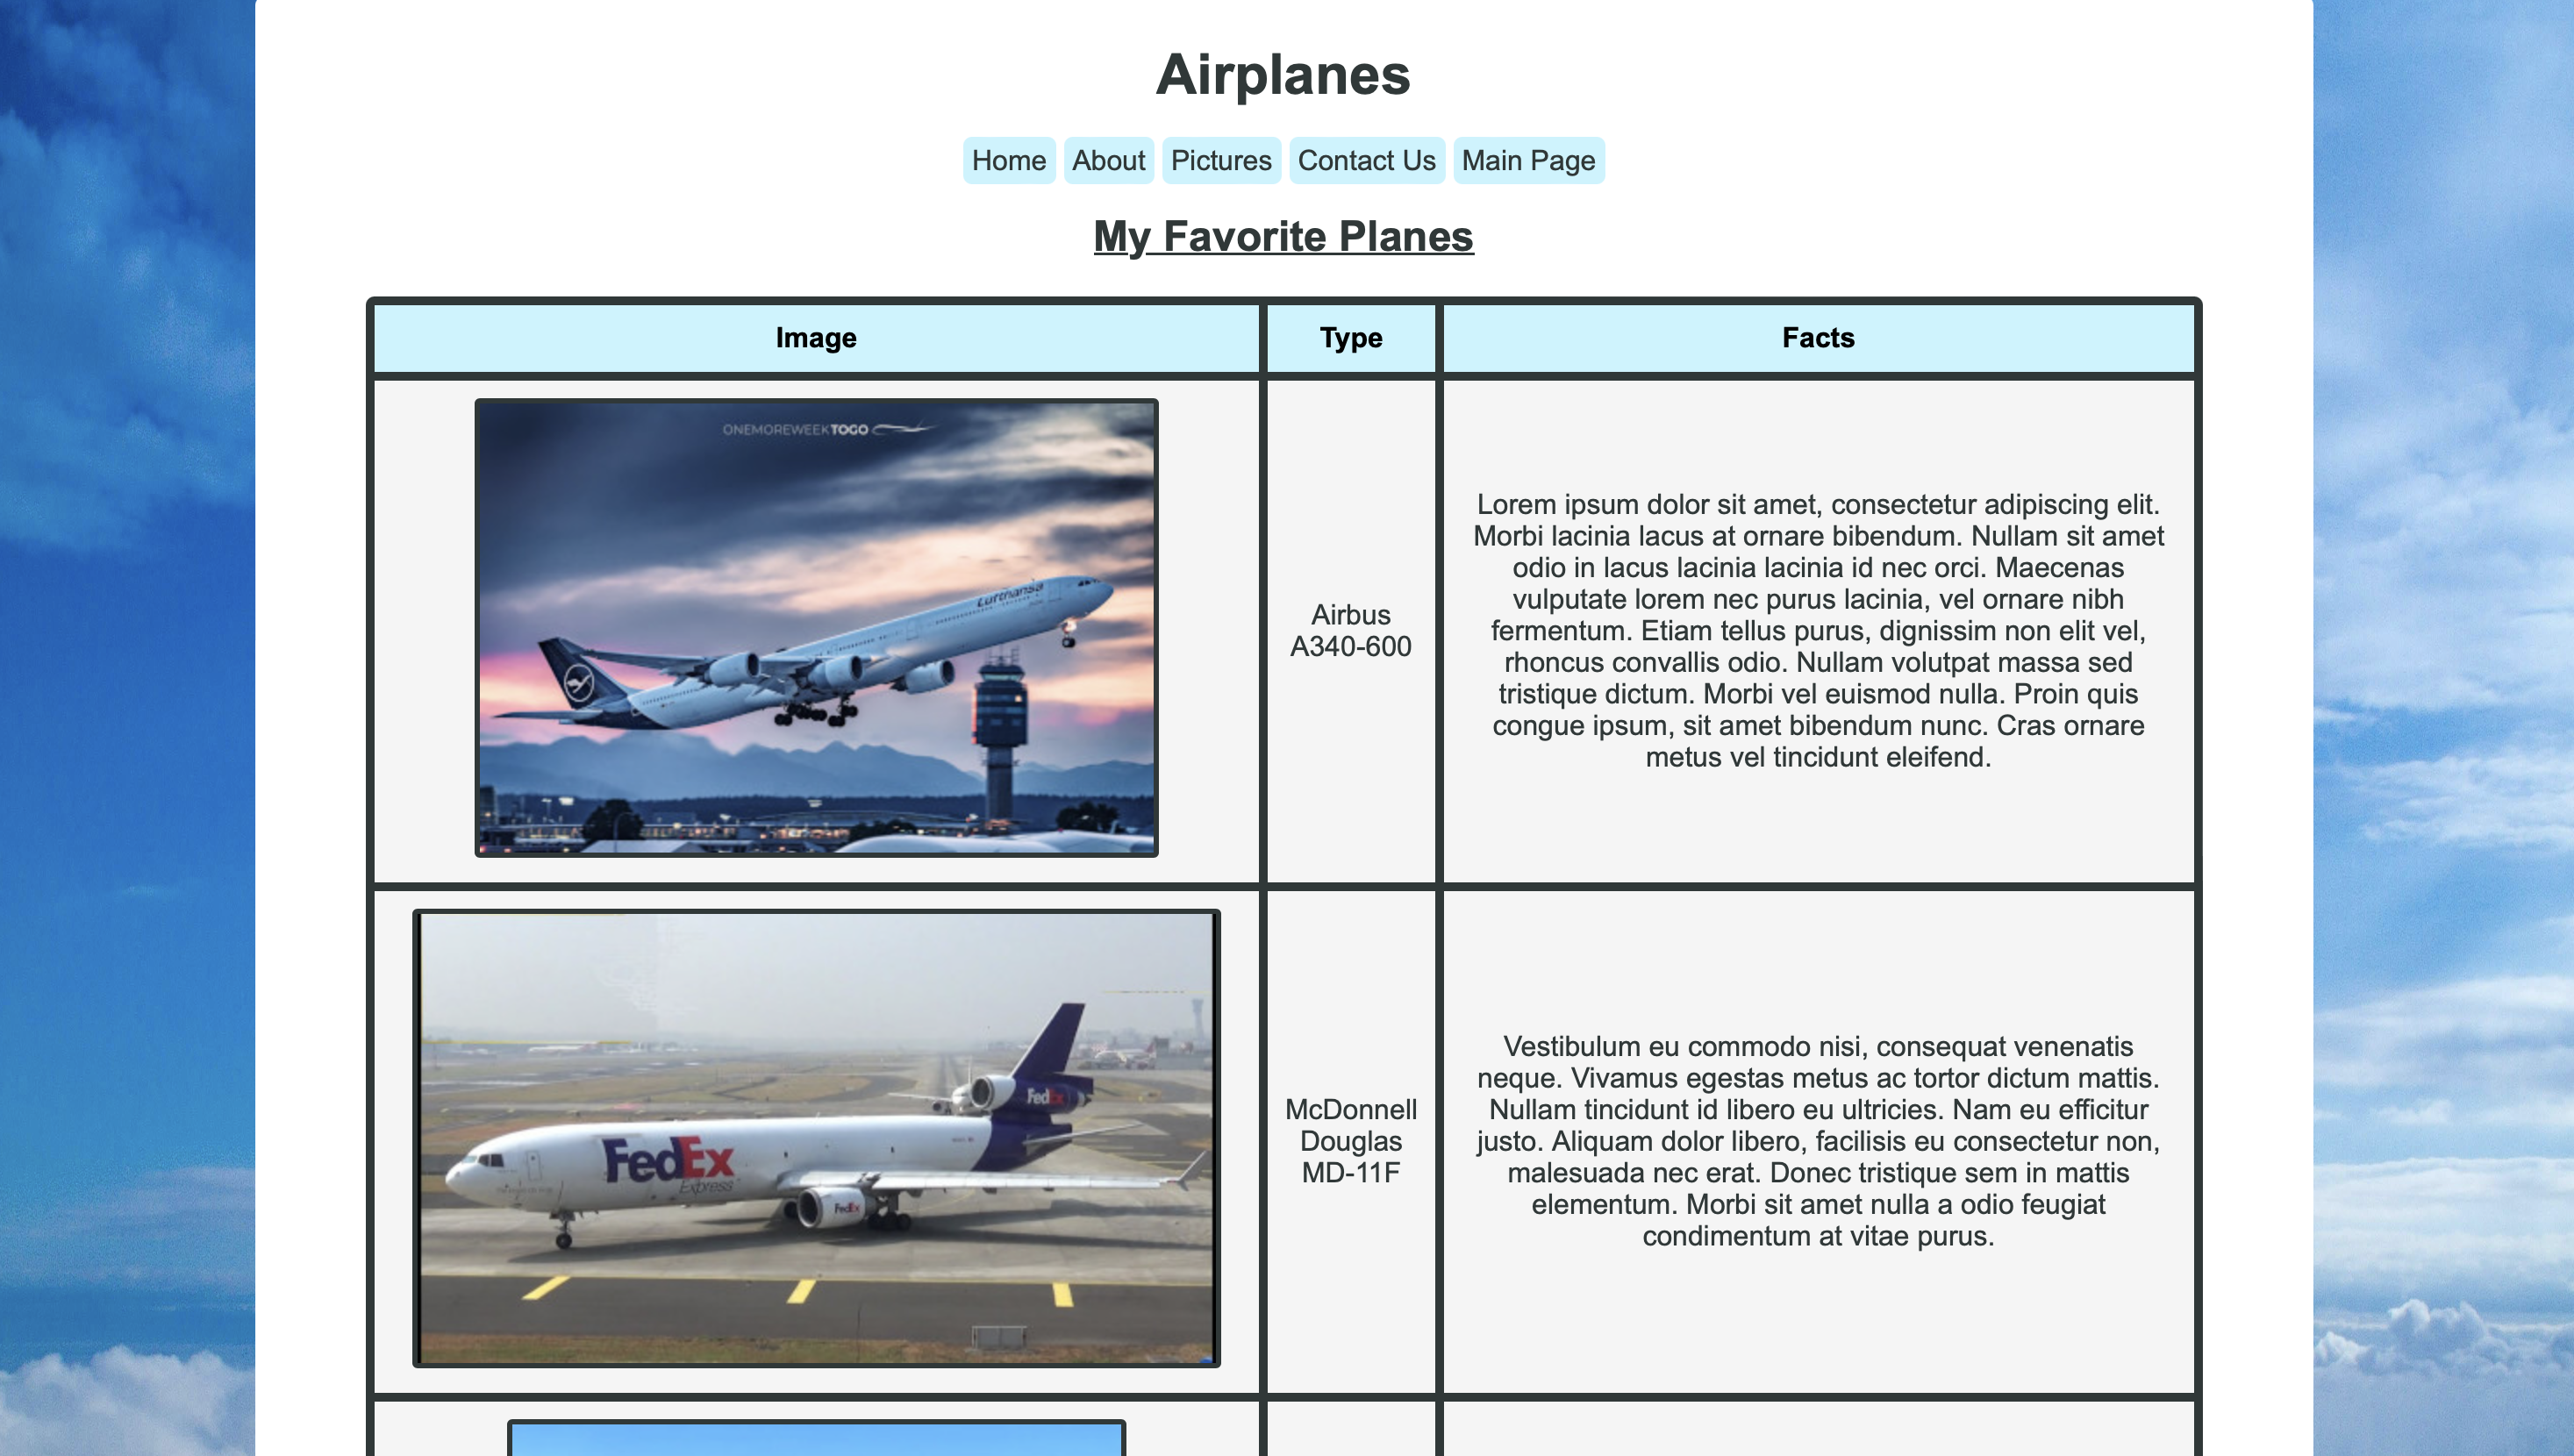 Airplanes
Home About Pictures Contact Us Main Page
My Favorite Planes
Image Type Facts
ONEMOREWEEKTOGO
Lufthansa
Airbus
A340-600
Lorem ipsum dolor sit amet, consectetur adipiscing elit.
Morbi lacinia lacus at ornare bibendum. Nullam sit amet
odio in lacus lacinia lacinia id nec orci. Maecenas
vulputate lorem nec purus lacinia, vel ornare nibh
fermentum. Etiam tellus purus, dignissim non elit vel,
rhoncus convallis odio. Nullam volutpat massa sed
tristique dictum. Morbi vel euismod nulla. Proin quis
congue ipsum, sit amet bibendum nunc. Cras ornare
metus vel tincidunt eleifend.
FedEx
FedEx
Express
FedEx
McDonnell
Douglas
MD-11F
Vestibulum eu commodo nisi, consequat venenatis
neque. Vivamus egestas metus ac tortor dictum mattis.
Nullam tincidunt id libero eu ultricies. Nam eu efficitur
justo. Aliquam dolor libero, facilisis eu consectetur non,
malesuada nec erat. Donec tristique sem in mattis
elementum. Morbi sit amet nulla a odio feugiat
condimentum at vitae purus.